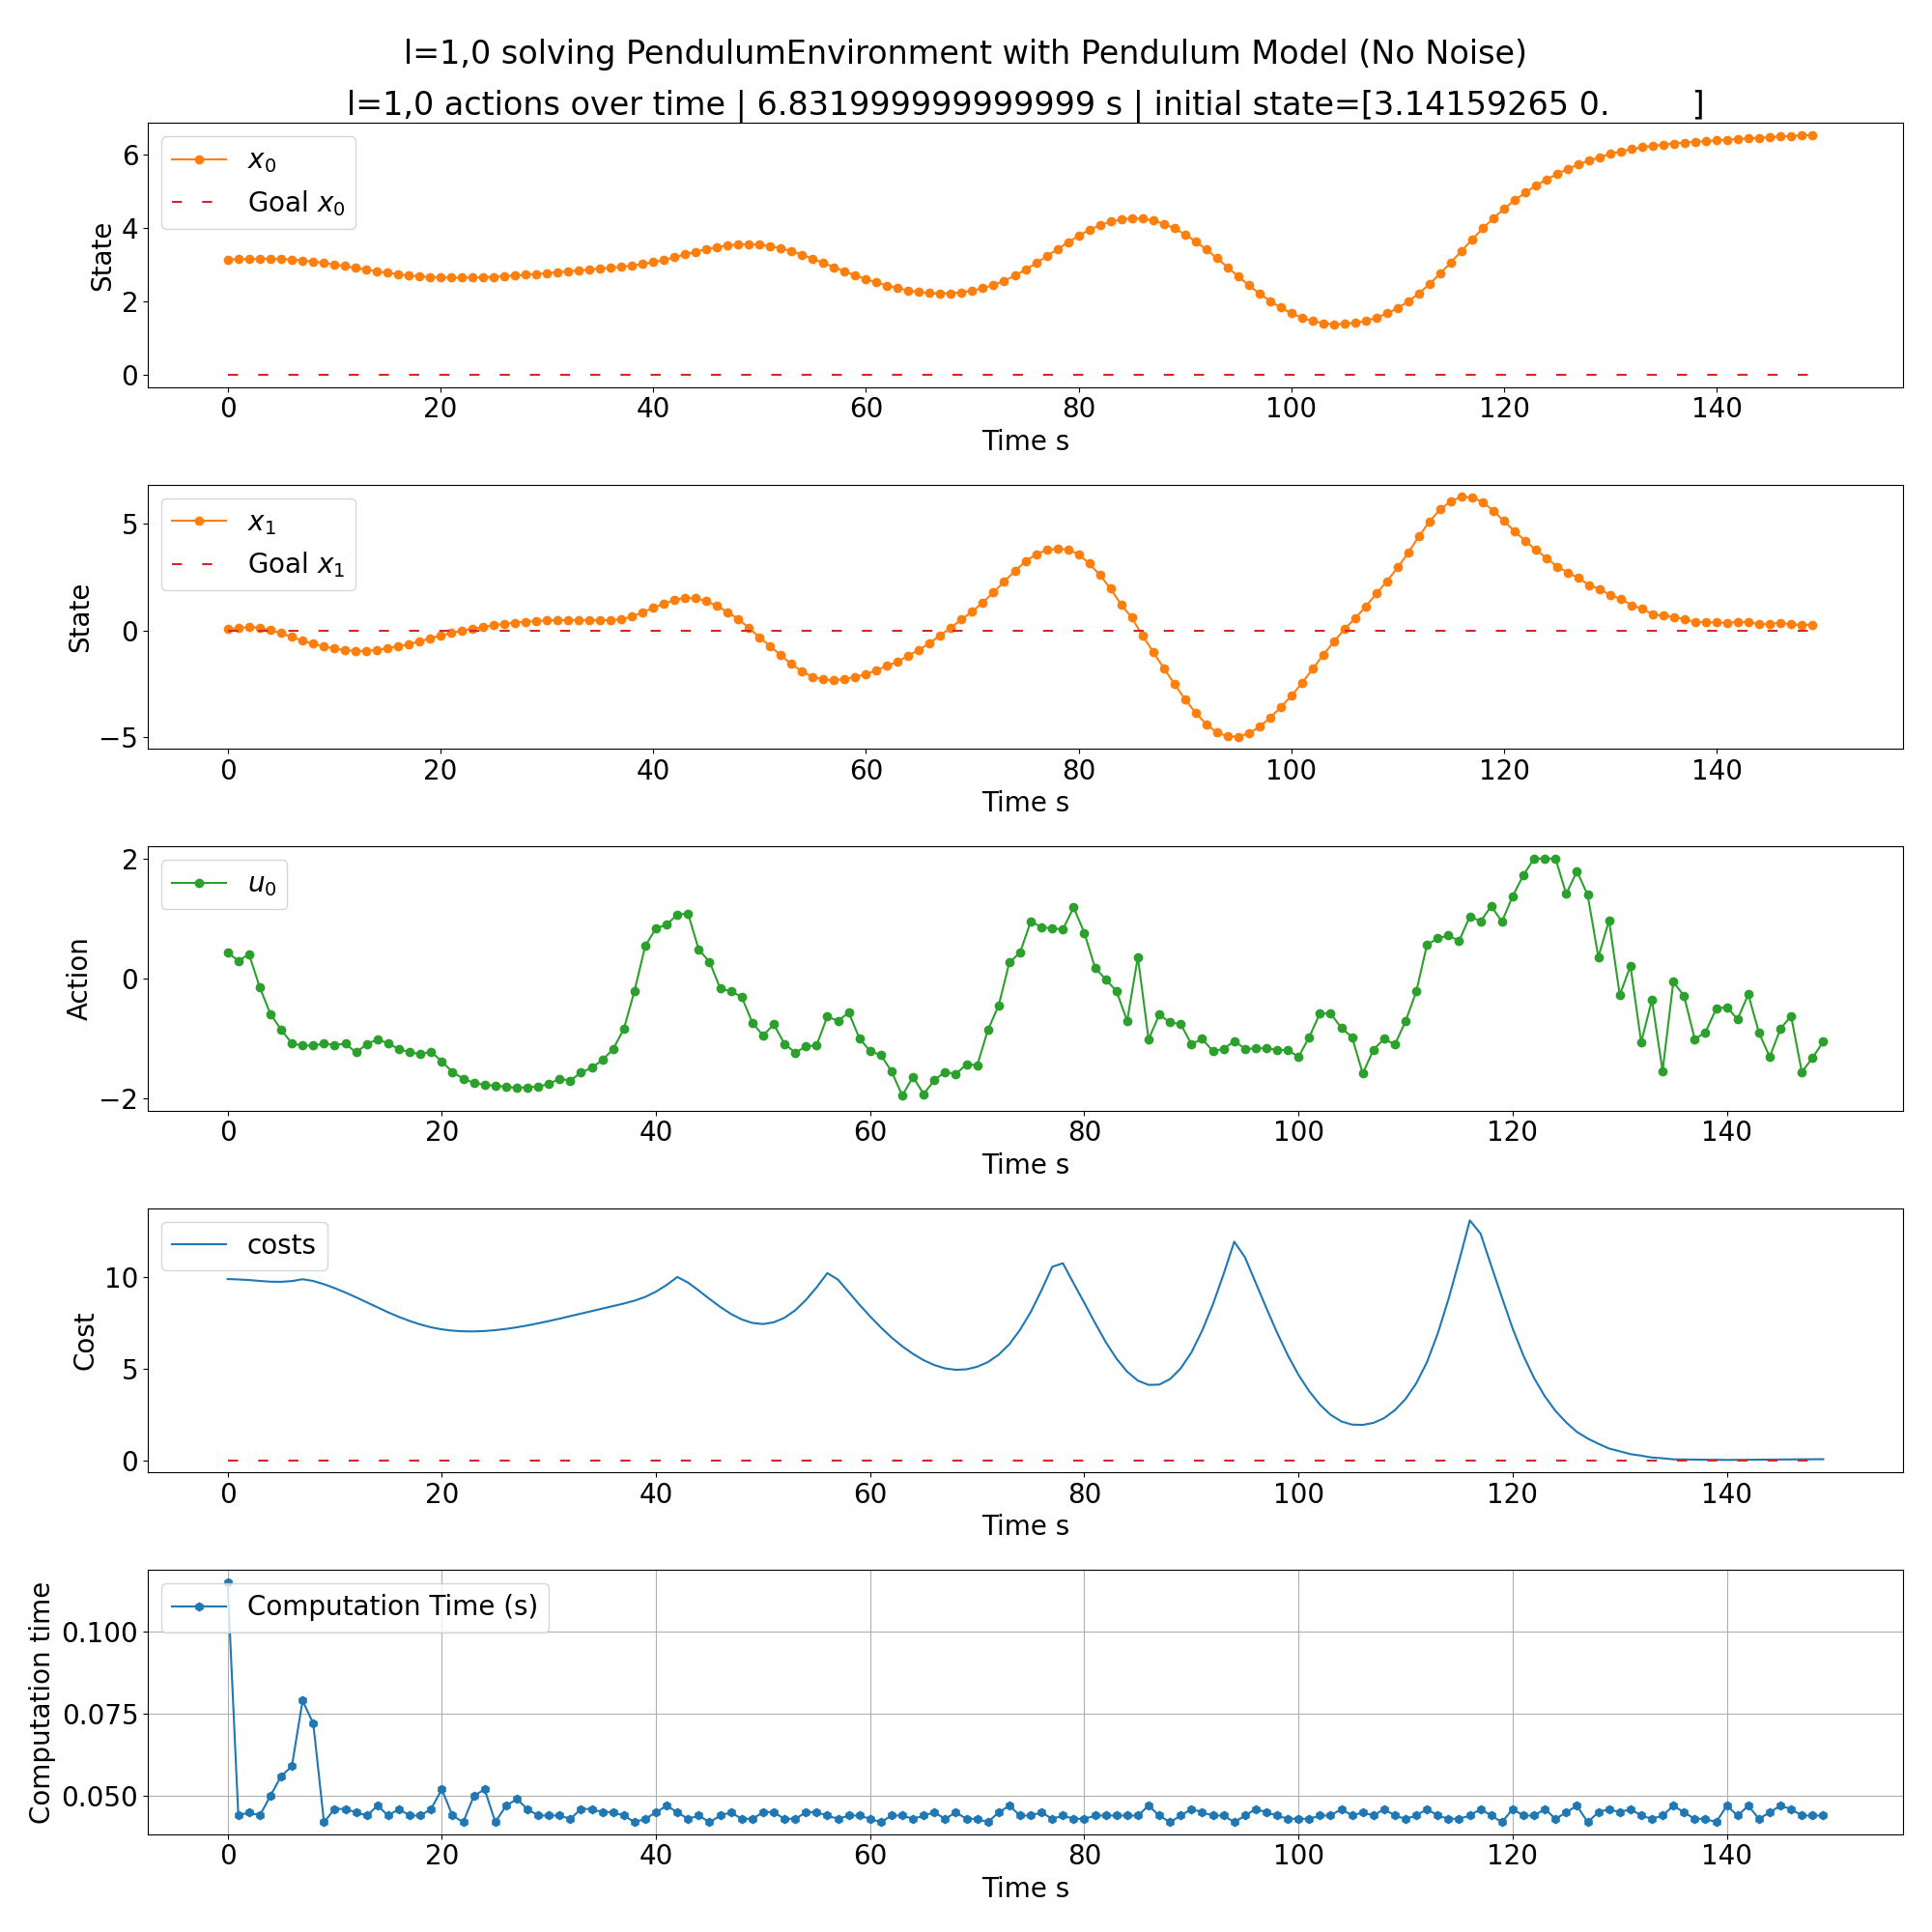 l=1,0 solving PendulumEnvironment with Pendulum Model (No Noise)
l=1,0 actions over time | 6.831999999999999 s | initial state=[3.14159265 0.         ]
x₀
Goal x₀
State
6
4
2
0
0 20 40 60 80 100 120 140
Time s
x₁
Goal x₁
State
5
0
−5
0 20 40 60 80 100 120 140
Time s
u₀
Action
2
0
−2
0 20 40 60 80 100 120 140
Time s
costs
Cost
10
5
0
0 20 40 60 80 100 120 140
Time s
Computation Time (s)
Computation time
0.100
0.075
0.050
0 20 40 60 80 100 120 140
Time s